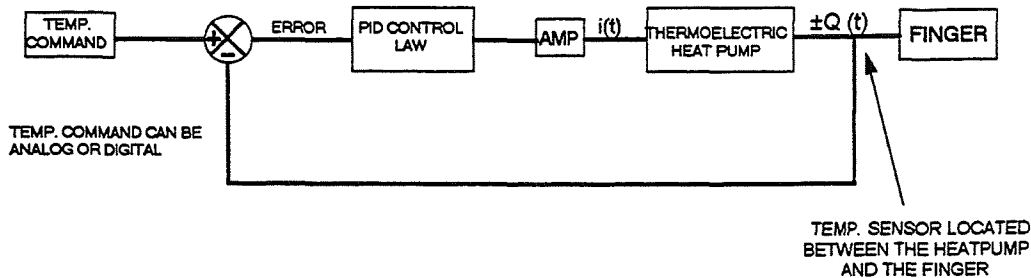 TEMP.
COMMAND
+
−
ERROR
PID CONTROL
LAW
AMP
i(t)
THERMOELECTRIC
HEAT PUMP
±Q (t)
FINGER
TEMP. COMMAND CAN BE
ANALOG OR DIGITAL
TEMP. SENSOR LOCATED
BETWEEN THE HEATPUMP
AND THE FINGER